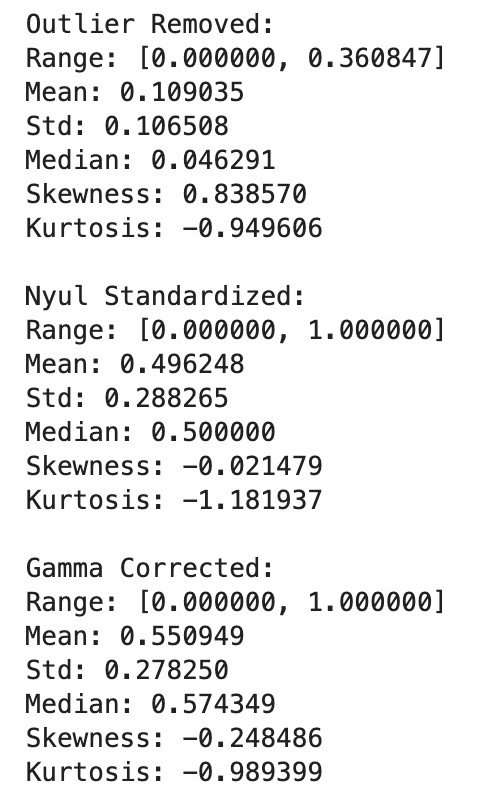 Outlier Removed:
Range: [0.000000, 0.360847]
Mean: 0.109035
Std: 0.106508
Median: 0.046291
Skewness: 0.838570
Kurtosis: -0.949606
Nyul Standardized:
Range: [0.000000, 1.000000]
Mean: 0.496248
Std: 0.288265
Median: 0.500000
Skewness: -0.021479
Kurtosis: -1.181937
Gamma Corrected:
Range: [0.000000, 1.000000]
Mean: 0.550949
Std: 0.278250
Median: 0.574349
Skewness: -0.248486
Kurtosis: -0.989399